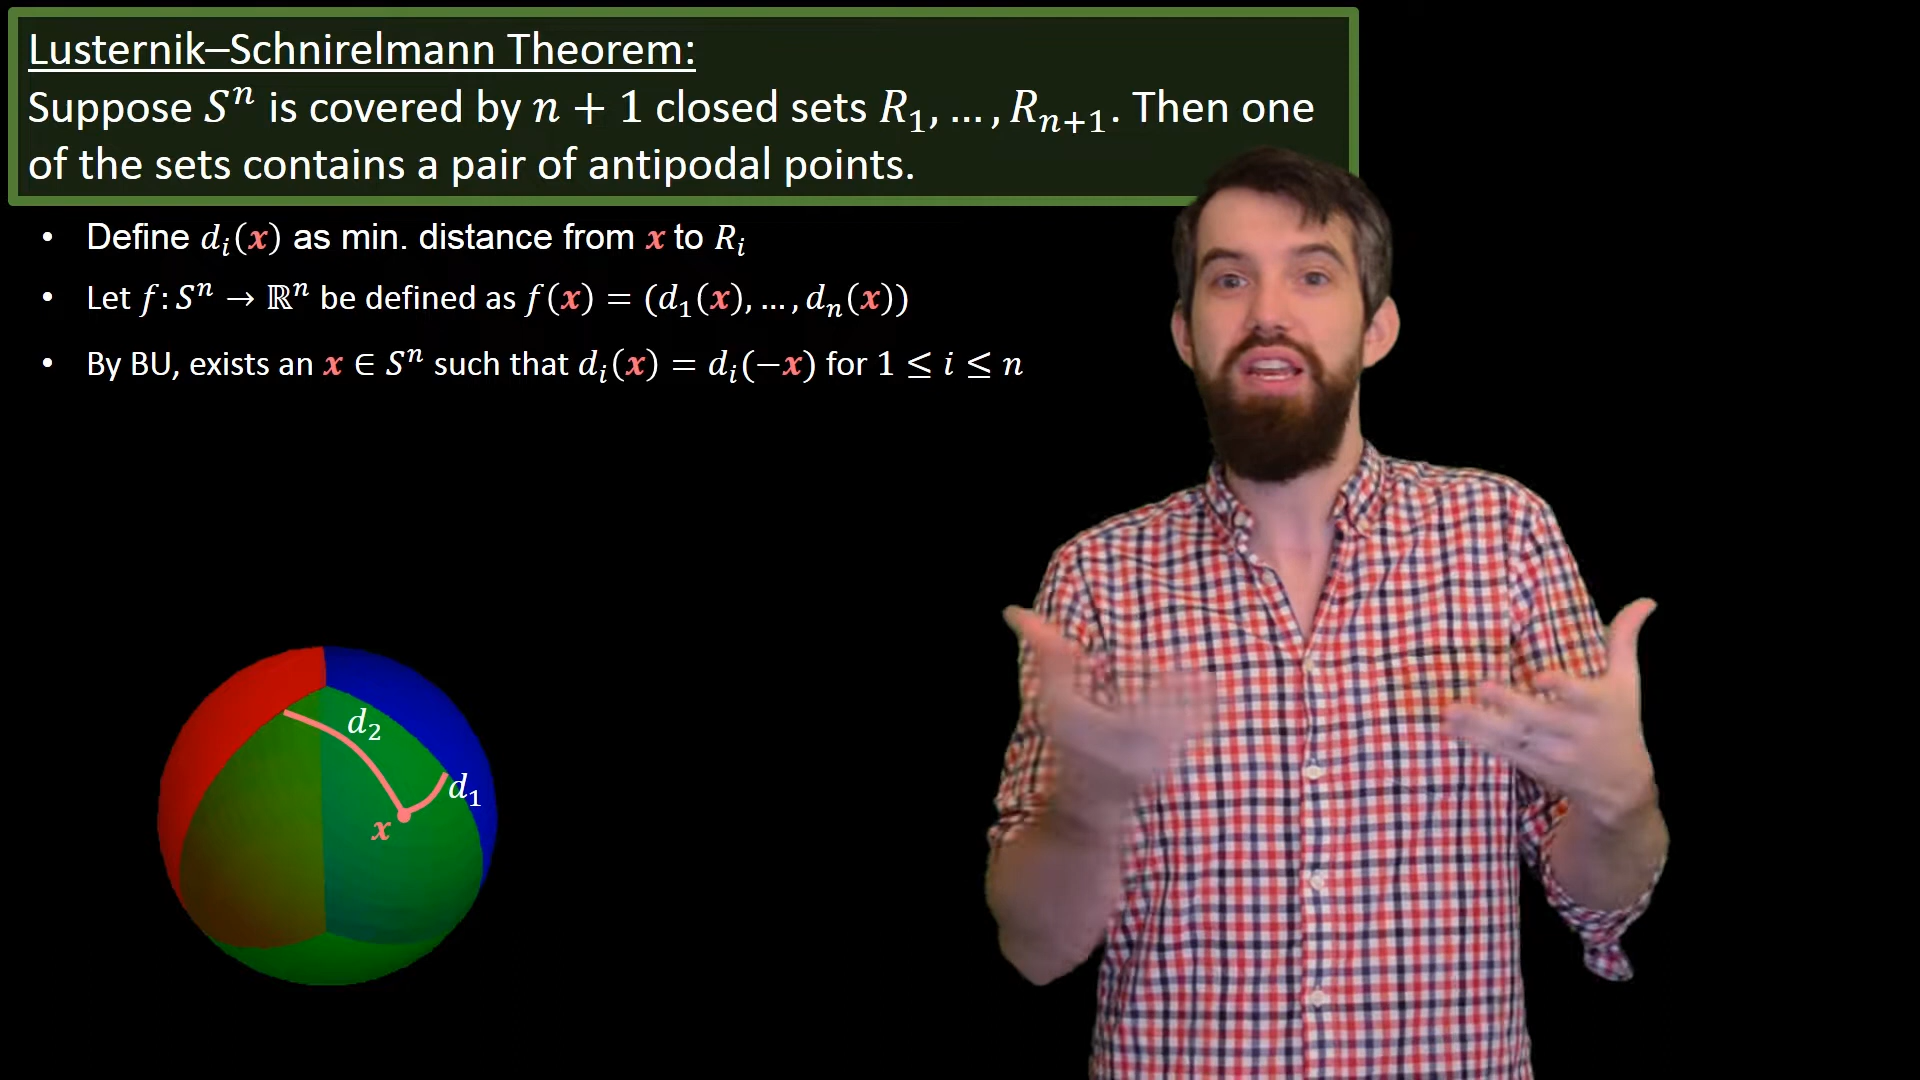 Lusternik–Schnirelmann Theorem:
Suppose Sⁿ is covered by n + 1 closed sets R₁, … , Rₙ₊₁. Then one
of the sets contains a pair of antipodal points.
• Define dᵢ(x) as min. distance from x to Rᵢ
• Let f: Sⁿ → ℝⁿ be defined as f(x) = (d₁(x), … , dₙ(x))
• By BU, exists an x ∈ Sⁿ such that dᵢ(x) = dᵢ(−x) for 1 ≤ i ≤ n
d₂
d₁
x